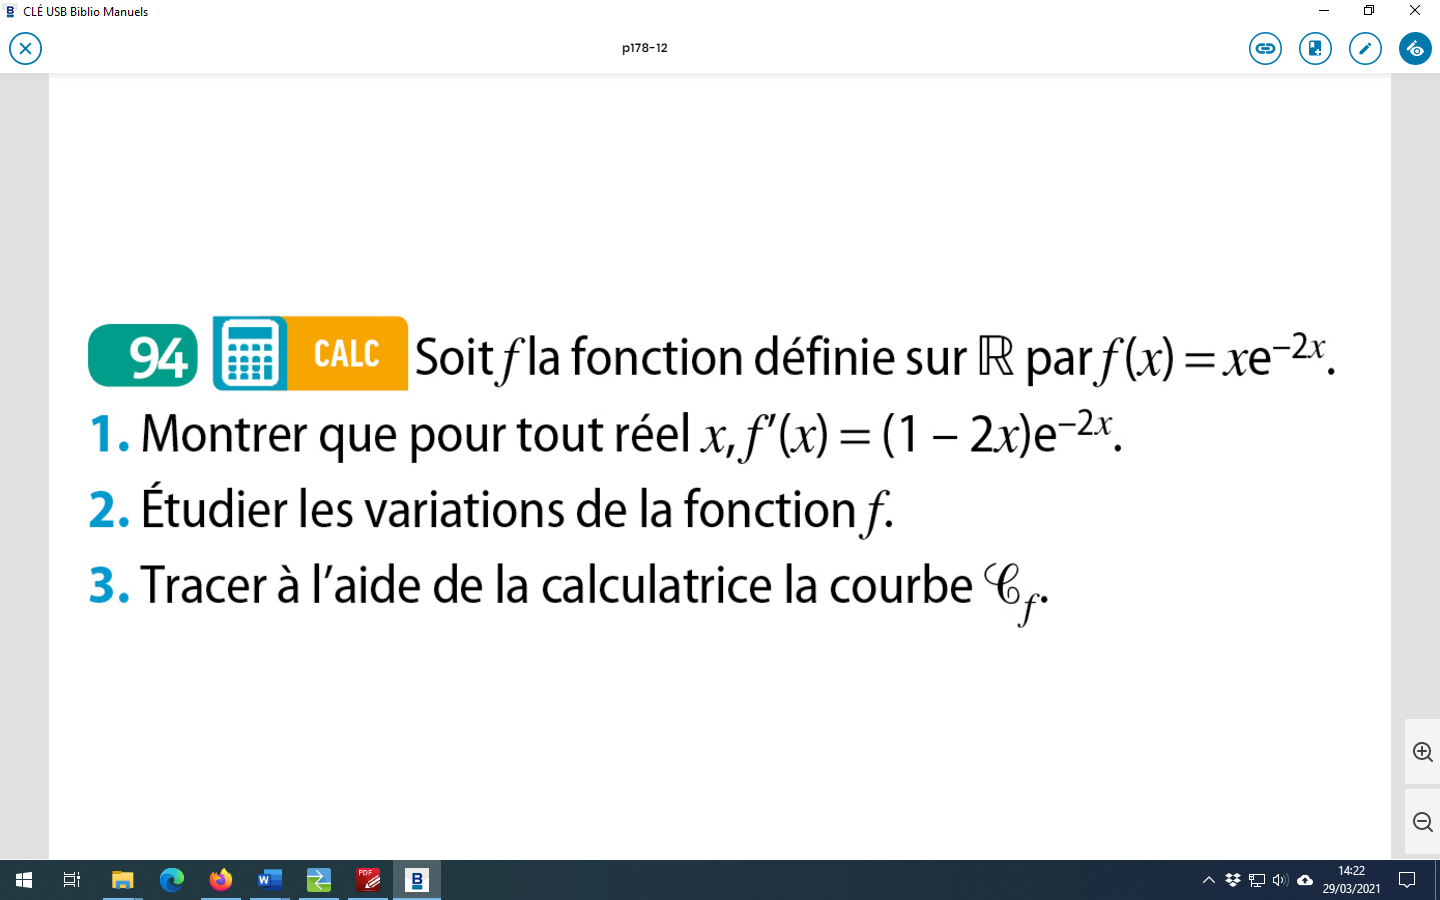 CLÉ USB Biblio Manuels
p178-12
94 CALC Soit f la fonction définie sur ℝ par f(x) = xe⁻²ˣ.
1. Montrer que pour tout réel x, f′(x) = (1 – 2x)e⁻²ˣ.
2. Étudier les variations de la fonction f.
3. Tracer à l’aide de la calculatrice la courbe 𝒞f.
14:22
29/03/2021